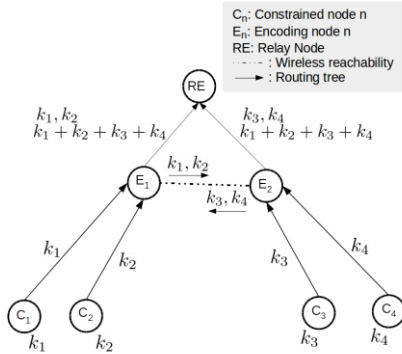 Cₙ: Constrained node n
Eₙ: Encoding node n
RE: Relay Node
: Wireless reachability
: Routing tree
RE
k₁, k₂
k₁ + k₂ + k₃ + k₄
k₃, k₄
k₁ + k₂ + k₃ + k₄
k₁, k₂
E₁
E₂
k₃, k₄
k₁
k₂
k₃
k₄
C₁
C₂
C₃
C₄
k₁
k₂
k₃
k₄